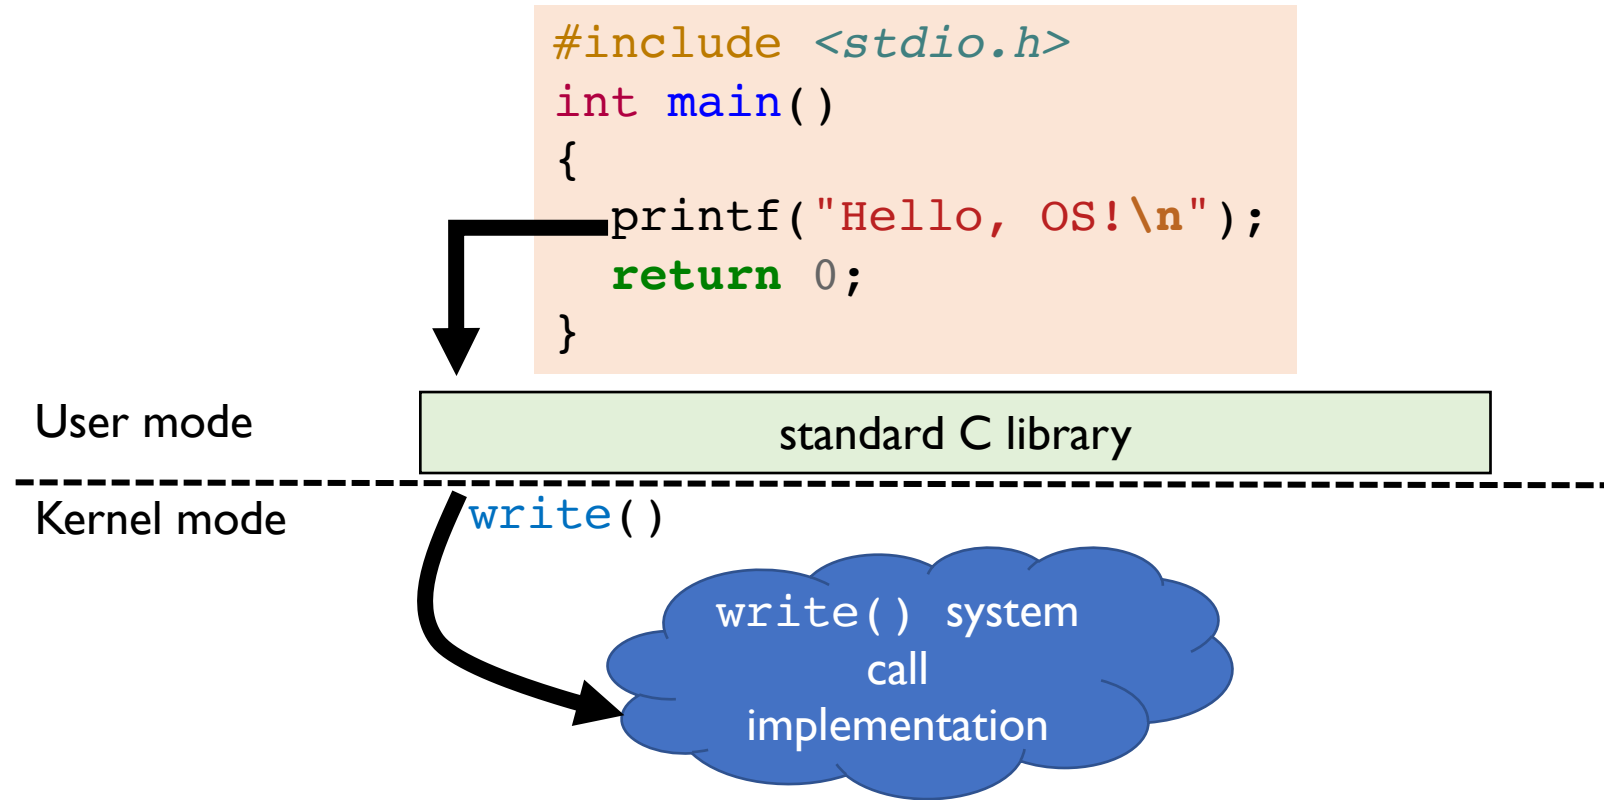 #include <stdio.h>
int main()
{
  printf("Hello, OS!\n");
  return 0;
}
User mode
standard C library
Kernel mode
write()
write() system
call
implementation